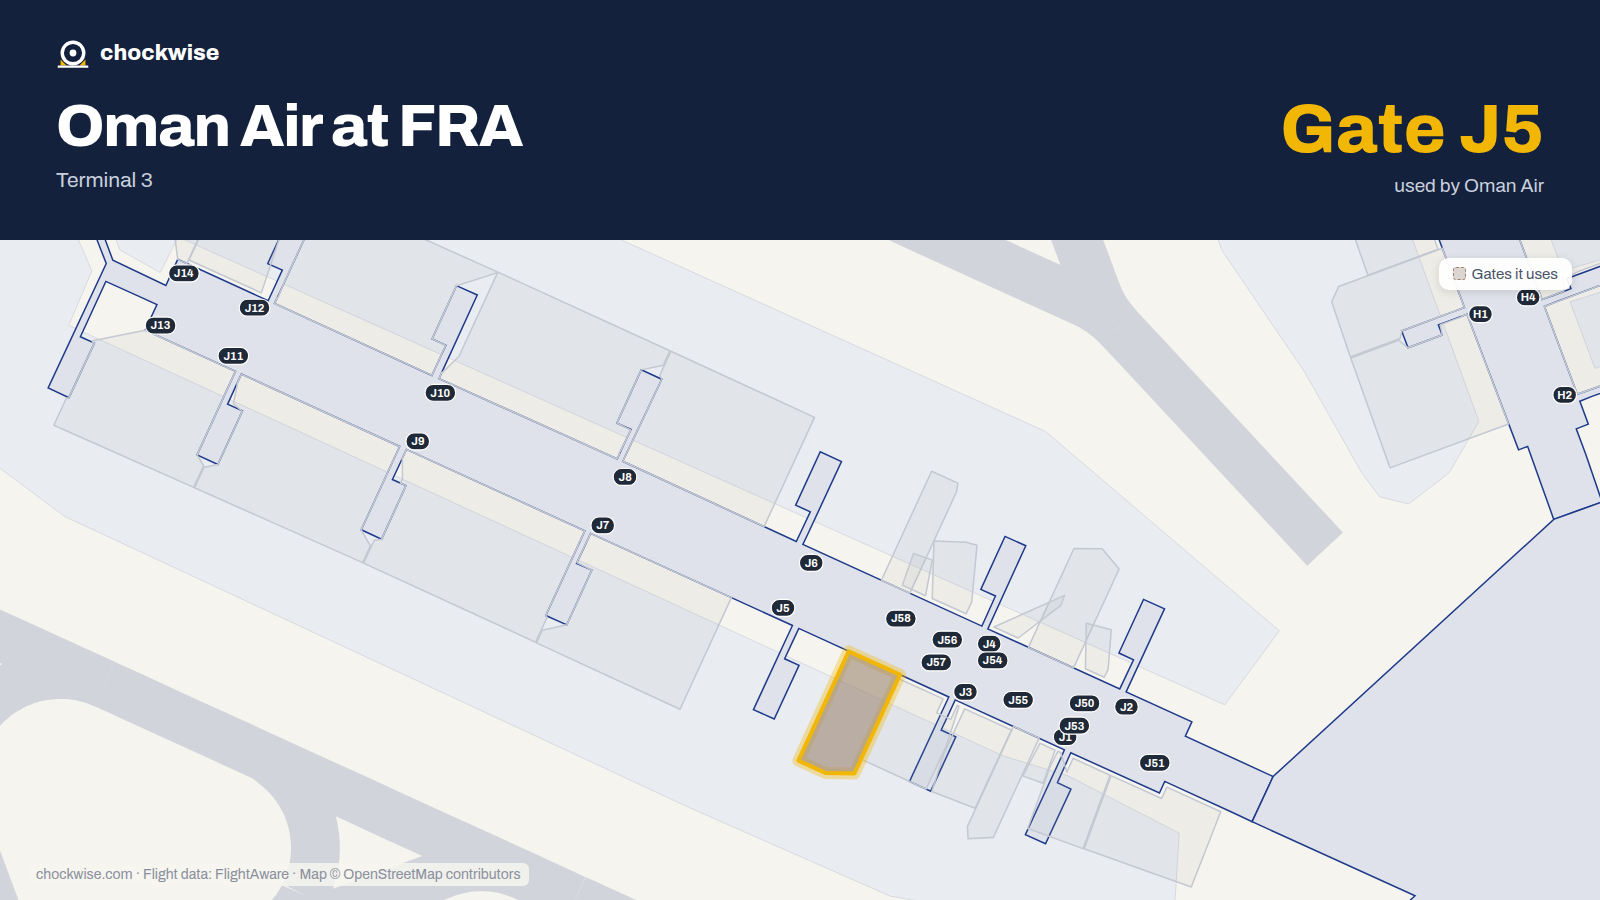 chockwise
Oman Air at FRA
Terminal 3
Gate J5
used by Oman Air
Gates it uses
J14
J12
J13
J11
J10
J9
J8
J7
J6
J5
J58
J56
J57
J4
J54
J3
J55
J50
J2
J53
J1
J51
H4
H1
H2
chockwise.com · Flight data: FlightAware · Map © OpenStreetMap contributors